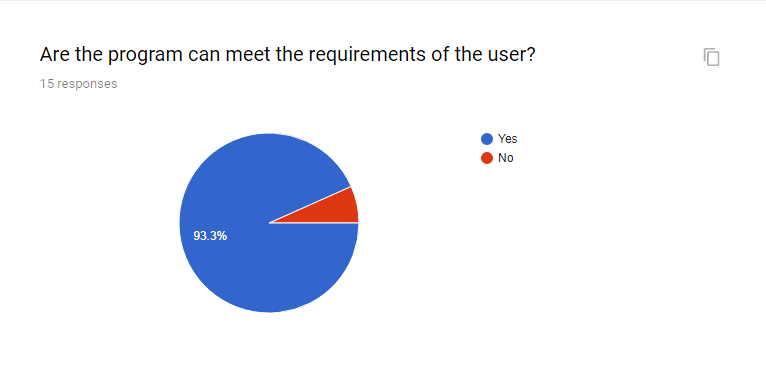 Are the program can meet the requirements of the user?
15 responses
Yes
No
93.3%